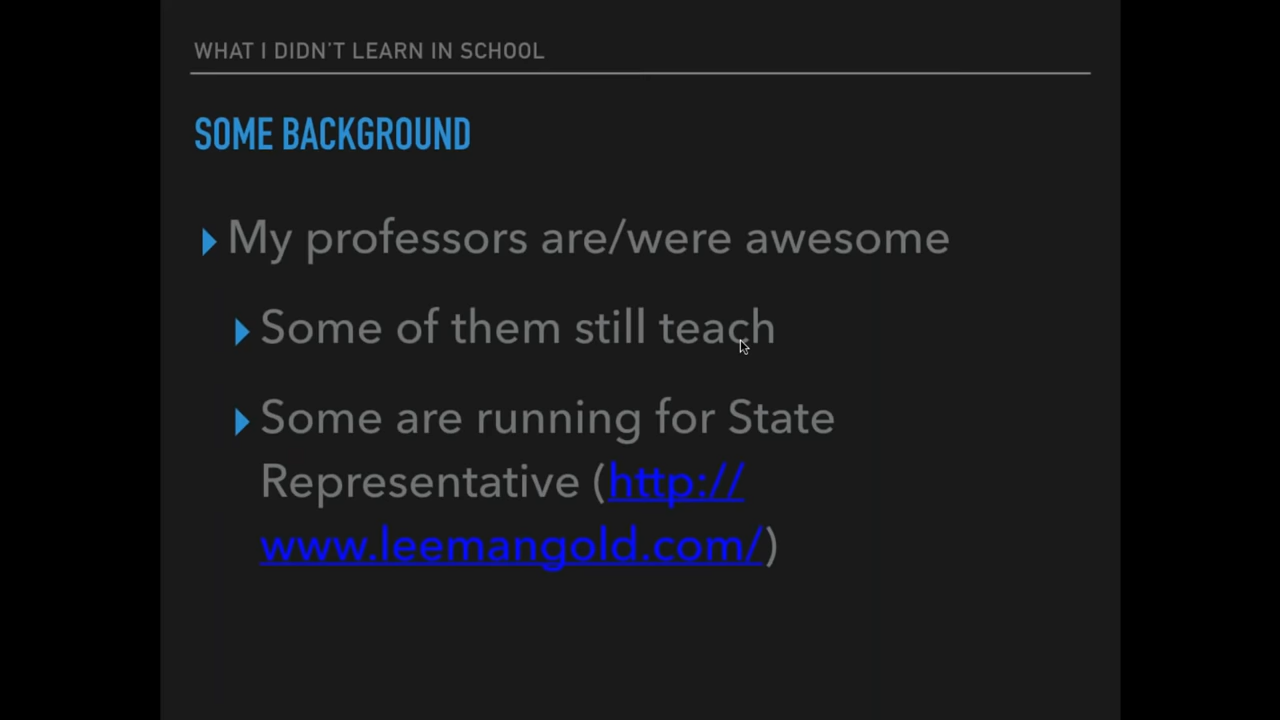 WHAT I DIDN'T LEARN IN SCHOOL
SOME BACKGROUND
My professors are/were awesome
Some of them still teach
Some are running for State
Representative (http://
www.leemangold.com/)